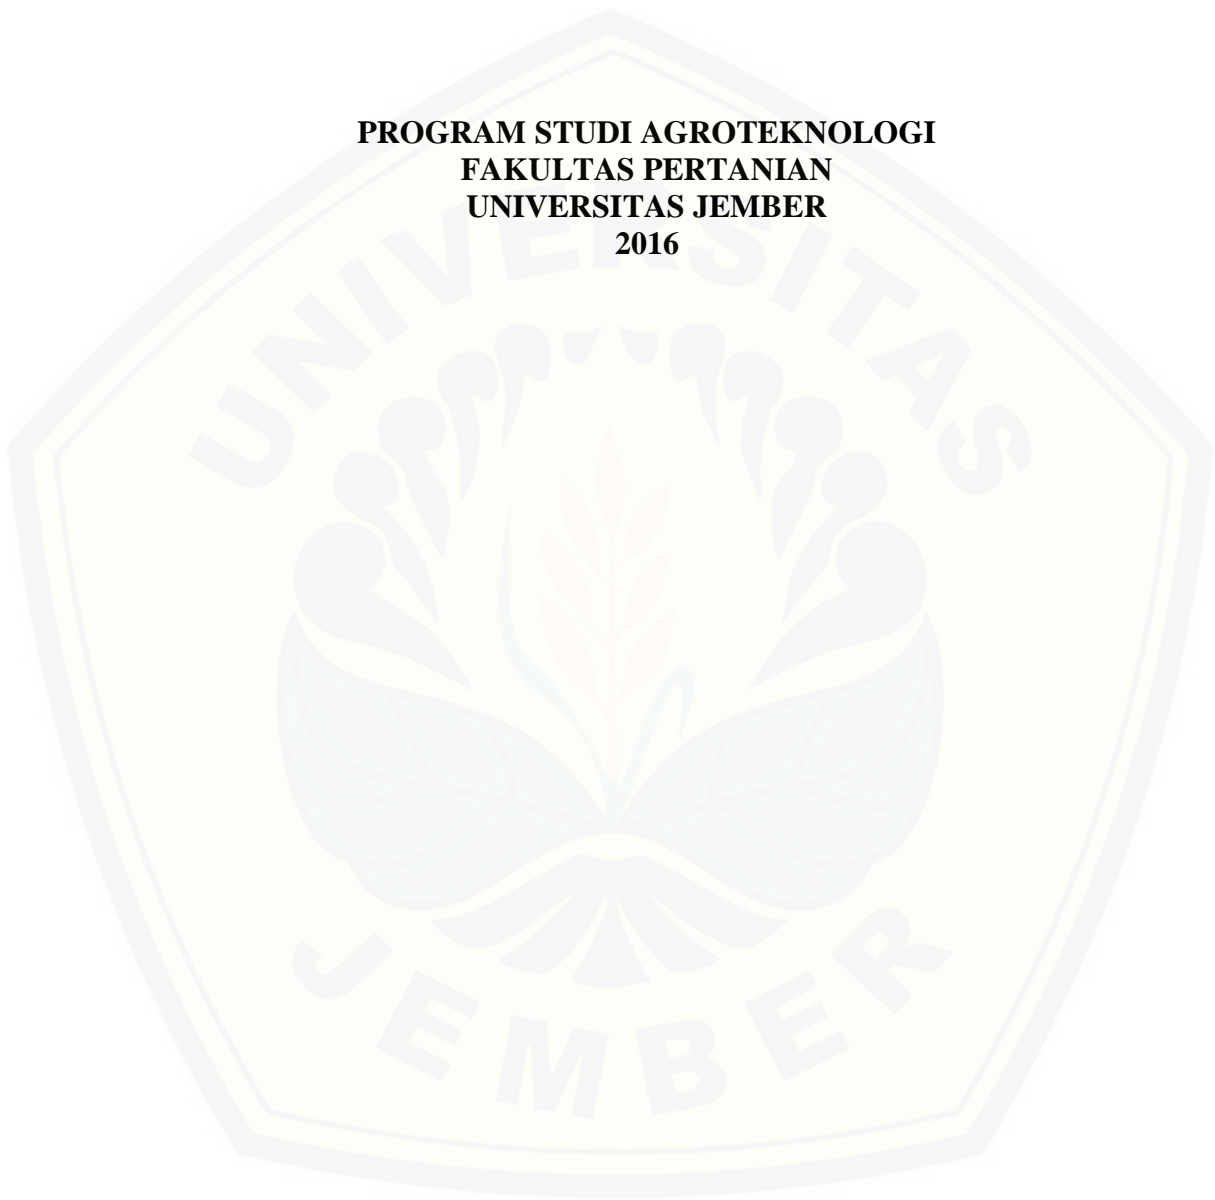 PROGRAM STUDI AGROTEKNOLOGI
FAKULTAS PERTANIAN
UNIVERSITAS JEMBER
2016
UNIVERSITAS
JEMBER